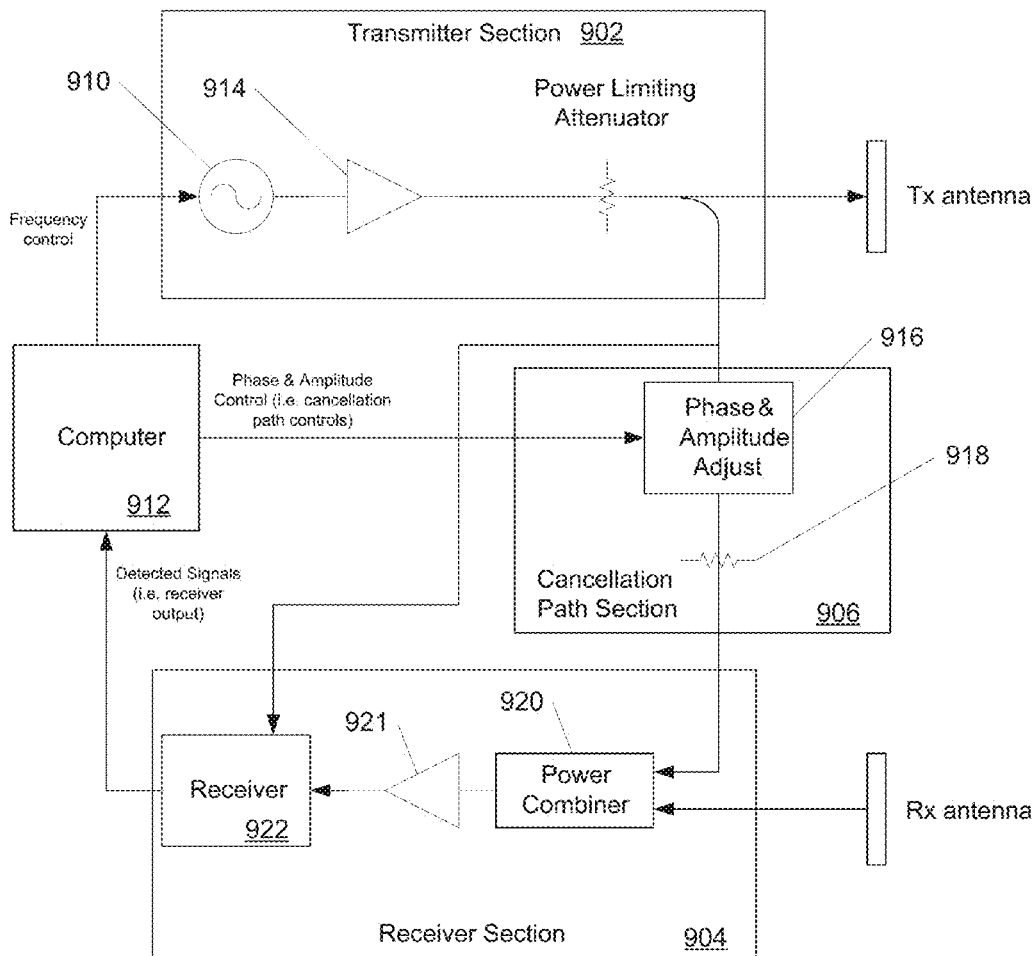 Transmitter Section 902
910
914
Power Limiting
Attenuator
Tx antenna
Frequency
control
916
Phase & Amplitude
Control (i.e. cancellation
path controls)
Phase &
Amplitude
Adjust
Computer
912
918
Detected Signals
(i.e. receiver
output)
Cancellation
Path Section
906
920
921
Receiver
922
Power
Combiner
Rx antenna
Receiver Section
904